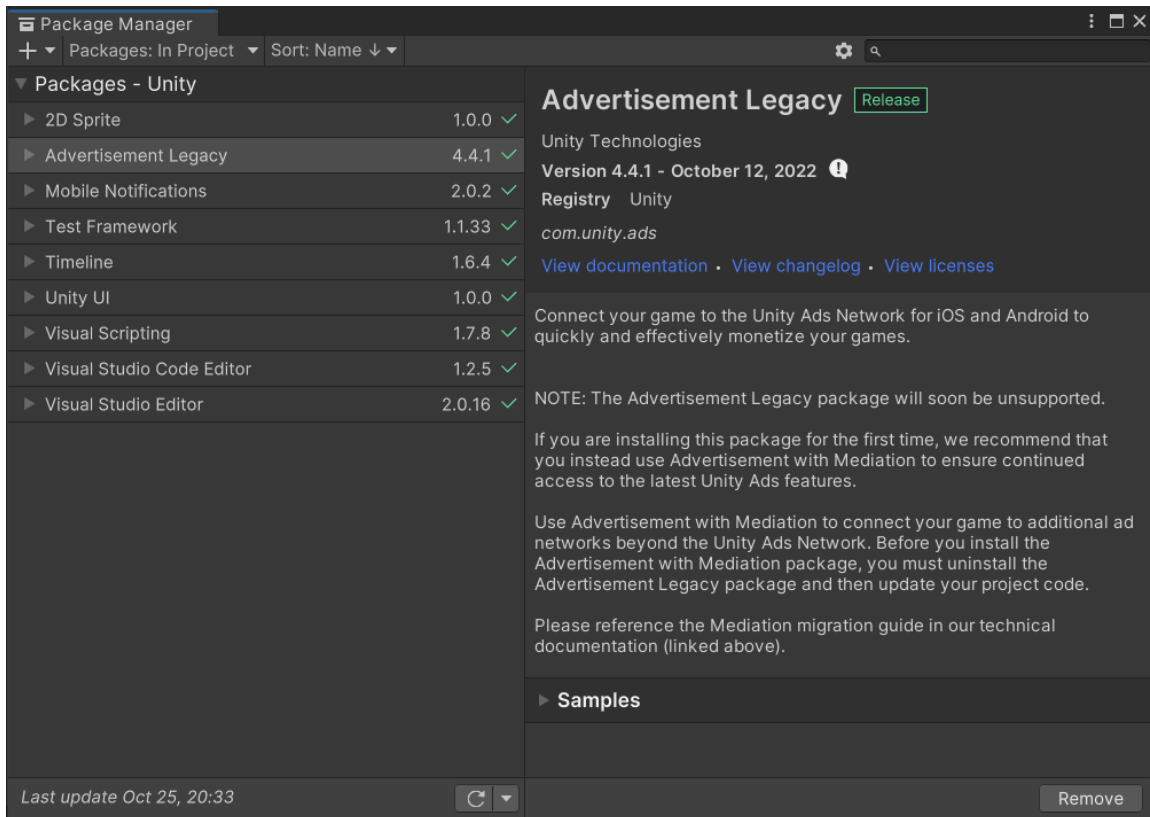 Package Manager
Packages: In Project Sort: Name ↓
Packages - Unity
2D Sprite 1.0.0
Advertisement Legacy 4.4.1
Mobile Notifications 2.0.2
Test Framework 1.1.33
Timeline 1.6.4
Unity UI 1.0.0
Visual Scripting 1.7.8
Visual Studio Code Editor 1.2.5
Visual Studio Editor 2.0.16
Last update Oct 25, 20:33
Advertisement Legacy Release
Unity Technologies
Version 4.4.1 - October 12, 2022
Registry Unity
com.unity.ads
View documentation • View changelog • View licenses
Connect your game to the Unity Ads Network for iOS and Android to
quickly and effectively monetize your games.
NOTE: The Advertisement Legacy package will soon be unsupported.
If you are installing this package for the first time, we recommend that
you instead use Advertisement with Mediation to ensure continued
access to the latest Unity Ads features.
Use Advertisement with Mediation to connect your game to additional ad
networks beyond the Unity Ads Network. Before you install the
Advertisement with Mediation package, you must uninstall the
Advertisement Legacy package and then update your project code.
Please reference the Mediation migration guide in our technical
documentation (linked above).
Samples
Remove